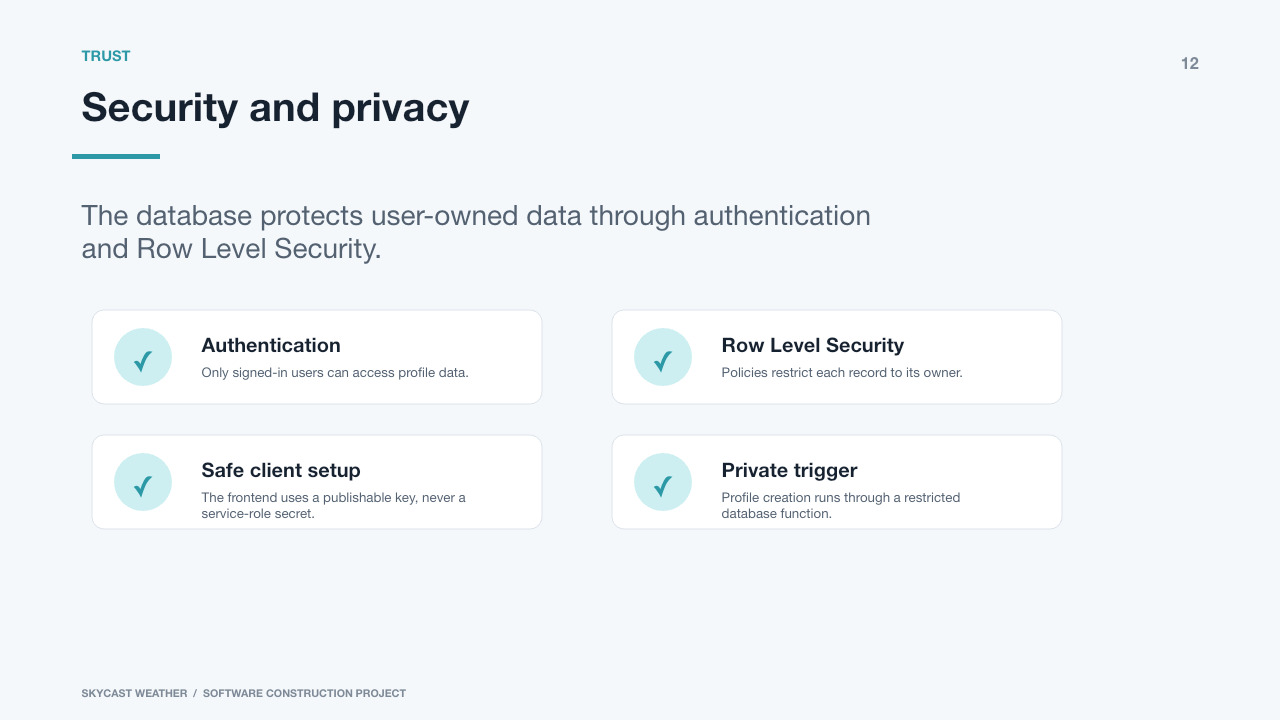 TRUST
12
Security and privacy
The database protects user-owned data through authentication
and Row Level Security.
Authentication
Only signed-in users can access profile data.
Row Level Security
Policies restrict each record to its owner.
Safe client setup
The frontend uses a publishable key, never a
service-role secret.
Private trigger
Profile creation runs through a restricted
database function.
SKYCAST WEATHER / SOFTWARE CONSTRUCTION PROJECT